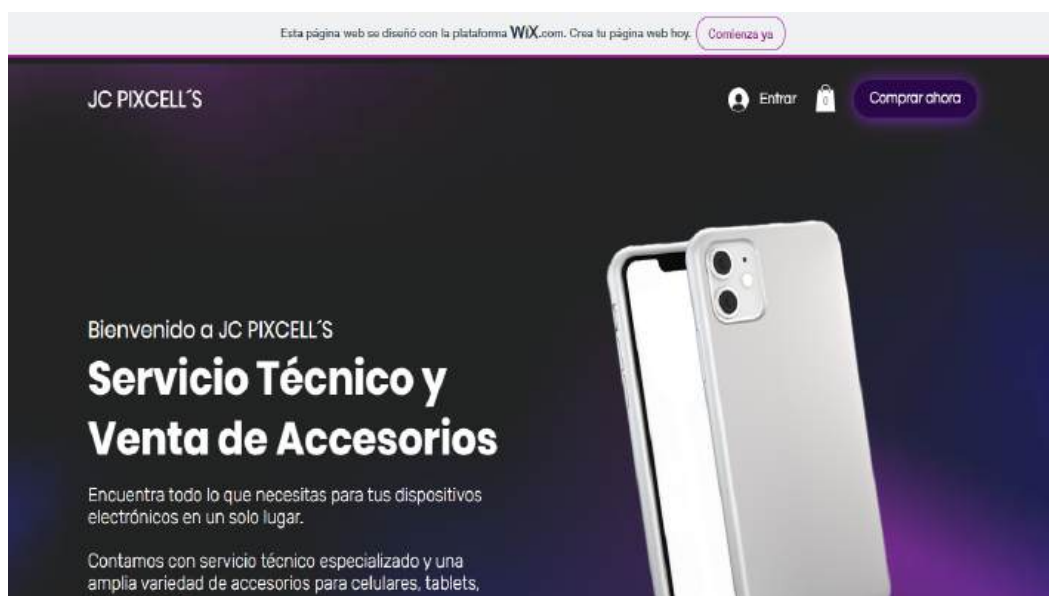 Esta página web se diseñó con la plataforma WiX.com. Crea tu página web hoy. Comienza ya
JC PIXCELL´S
Entrar
0
Comprar ahora
Bienvenido a JC PIXCELL´S
Servicio Técnico y
Venta de Accesorios
Encuentra todo lo que necesitas para tus dispositivos
electrónicos en un solo lugar.
Contamos con servicio técnico especializado y una
amplia variedad de accesorios para celulares, tablets,